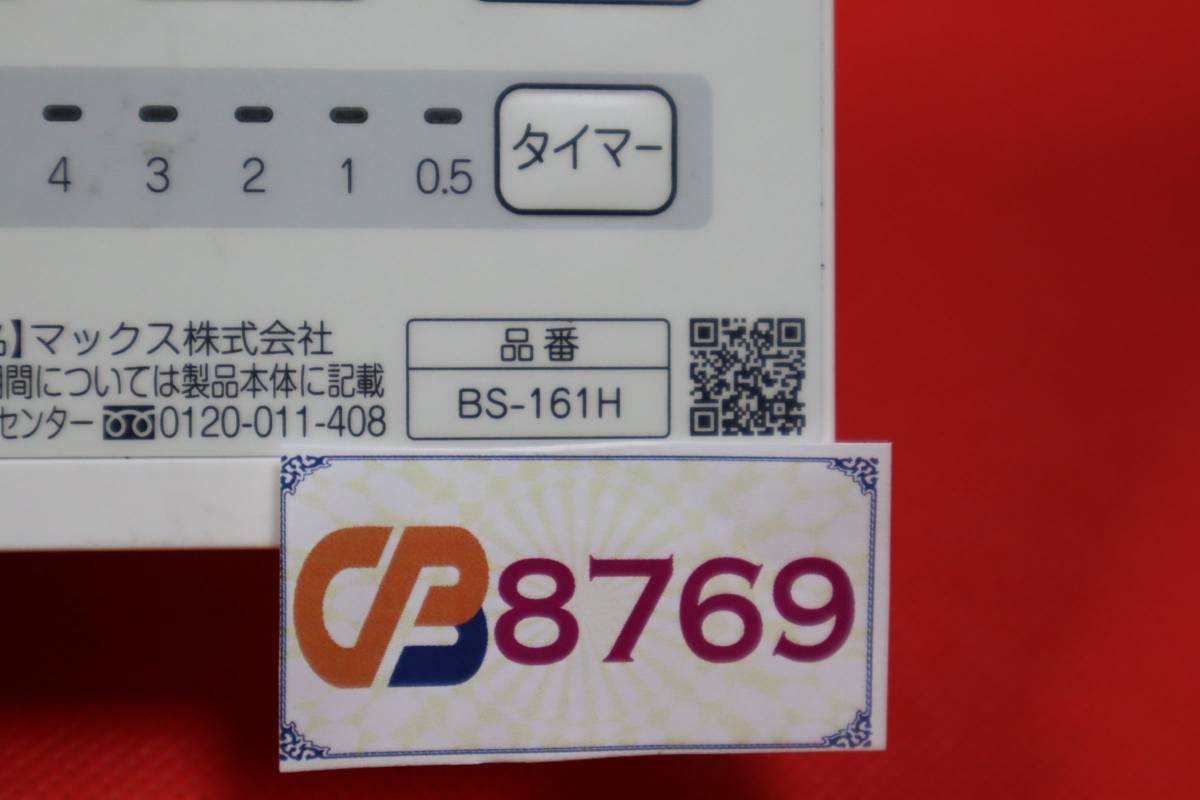 4 3 2 1 0.5 タイマー
】マックス株式会社
間については製品本体に記載
センター 0120-011-408
品番
BS-161H
CB 8769